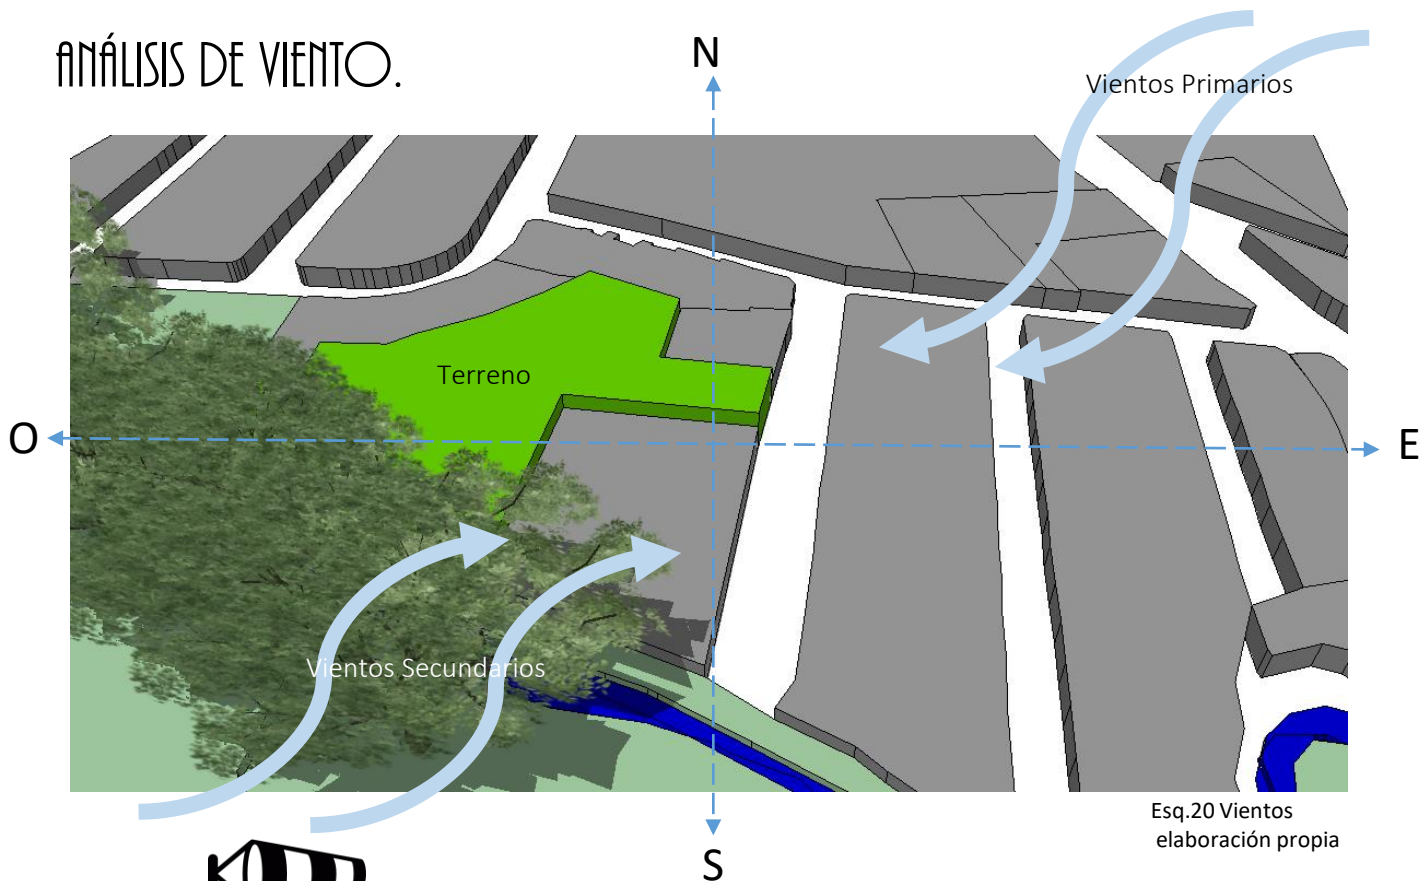 ANÁLISIS DE VIENTO.
N
Vientos Primarios
Terreno
O
E
Vientos Secundarios
Esq.20 Vientos
elaboración propia
S